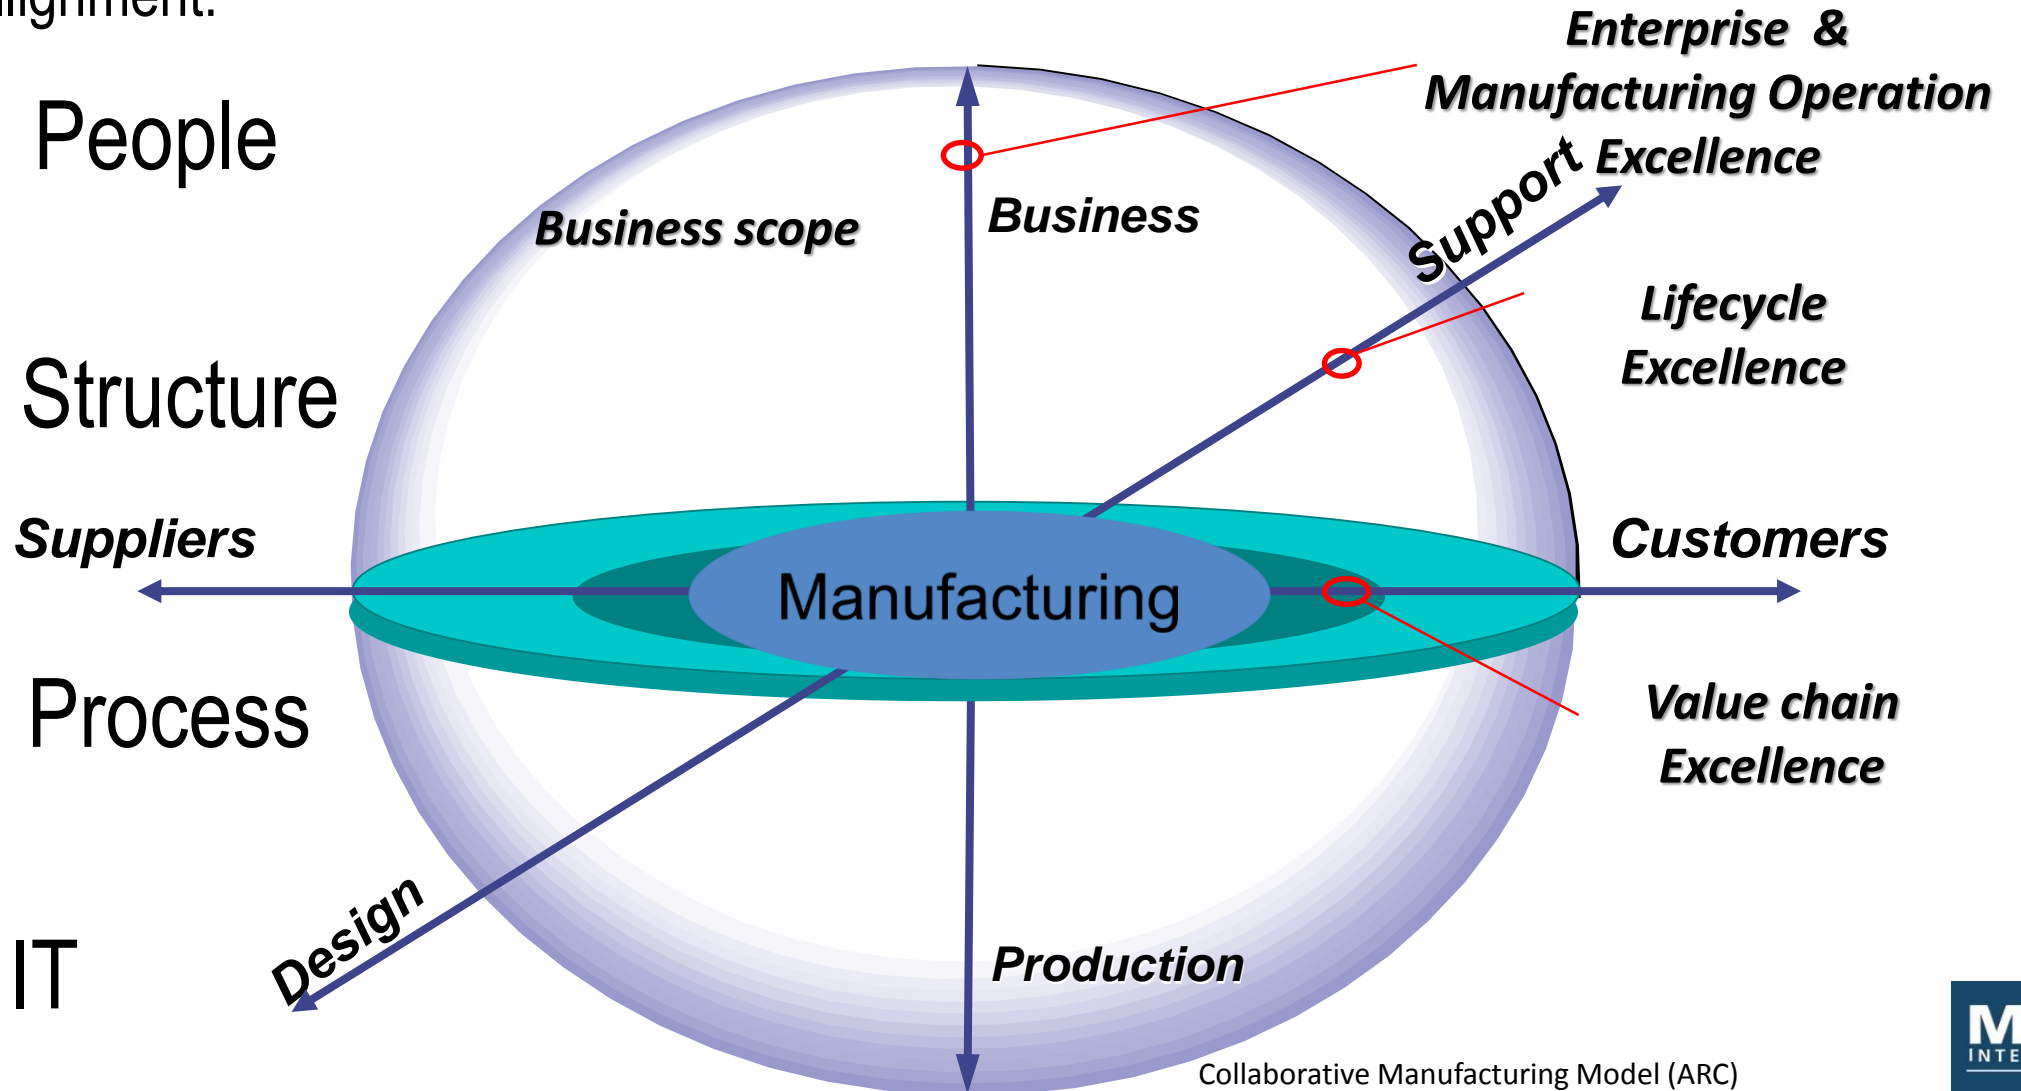 People
Structure
Process
IT
Enterprise &
Manufacturing Operation
Excellence
Business scope
Business
Support
Lifecycle
Excellence
Suppliers
Customers
Manufacturing
Value chain
Excellence
Design
Production
Collaborative Manufacturing Model (ARC)